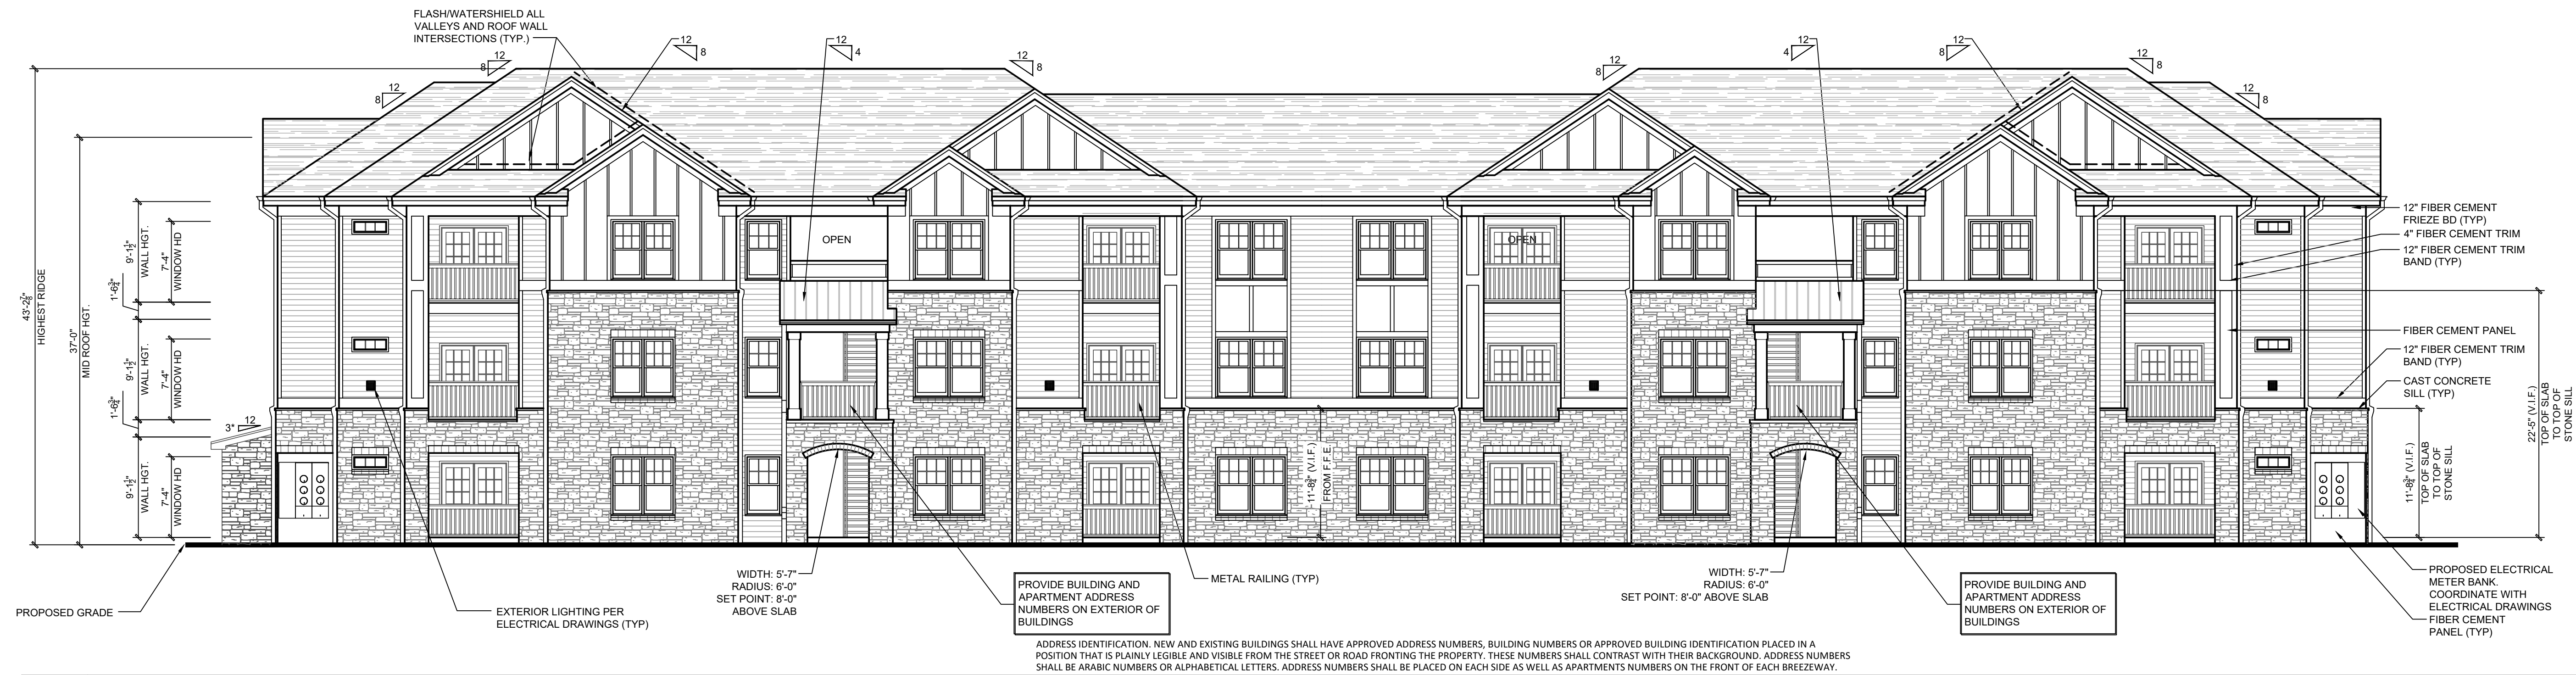 FLASH/WATERSHIELD ALL
VALLEYS AND ROOF WALL
INTERSECTIONS (TYP.)
12
8
12
8
12
8
12
4
12
8
12
8
12
4
12
8
12
8
12
8
43'-2⅞"
HIGHEST RIDGE
37'-0"
MID ROOF HGT.
9'-1½"
WALL HGT.
7'-4"
WINDOW HD
1'-6¾"
9'-1½"
WALL HGT.
7'-4"
WINDOW HD
1'-6¾"
9'-1½"
WALL HGT.
7'-4"
WINDOW HD
12
3*
OPEN
OPEN
11'-8¾" (V.I.F.)
FROM F.F.E.
12" FIBER CEMENT
FRIEZE BD (TYP)
4" FIBER CEMENT TRIM
12" FIBER CEMENT TRIM
BAND (TYP)
FIBER CEMENT PANEL
12" FIBER CEMENT TRIM
BAND (TYP)
CAST CONCRETE
SILL (TYP)
11'-8¾" (V.I.F.)
TOP OF SLAB
TO TOP OF
STONE SILL
22'-5" (V.I.F.)
TOP OF SLAB
TO TOP OF
STONE SILL
PROPOSED GRADE
EXTERIOR LIGHTING PER
ELECTRICAL DRAWINGS (TYP)
WIDTH: 5'-7"
RADIUS: 6'-0"
SET POINT: 8'-0"
ABOVE SLAB
PROVIDE BUILDING AND
APARTMENT ADDRESS
NUMBERS ON EXTERIOR OF
BUILDINGS
METAL RAILING (TYP)
WIDTH: 5'-7"
RADIUS: 6'-0"
SET POINT: 8'-0" ABOVE SLAB
PROVIDE BUILDING AND
APARTMENT ADDRESS
NUMBERS ON EXTERIOR OF
BUILDINGS
PROPOSED ELECTRICAL
METER BANK.
COORDINATE WITH
ELECTRICAL DRAWINGS
FIBER CEMENT
PANEL (TYP)
ADDRESS IDENTIFICATION. NEW AND EXISTING BUILDINGS SHALL HAVE APPROVED ADDRESS NUMBERS, BUILDING NUMBERS OR APPROVED BUILDING IDENTIFICATION PLACED IN A
POSITION THAT IS PLAINLY LEGIBLE AND VISIBLE FROM THE STREET OR ROAD FRONTING THE PROPERTY. THESE NUMBERS SHALL CONTRAST WITH THEIR BACKGROUND. ADDRESS NUMBERS
SHALL BE ARABIC NUMBERS OR ALPHABETICAL LETTERS. ADDRESS NUMBERS SHALL BE PLACED ON EACH SIDE AS WELL AS APARTMENTS NUMBERS ON THE FRONT OF EACH BREEZEWAY.